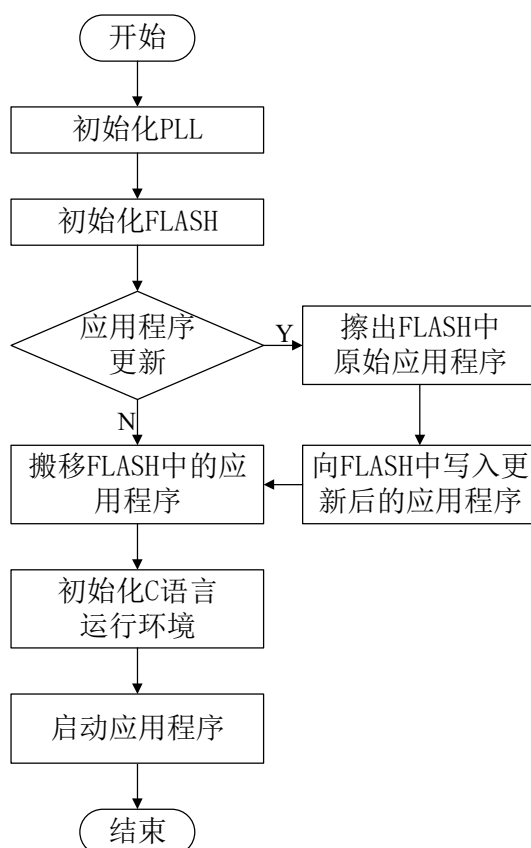 开始
初始化PLL
初始化FLASH
应用程序
更新
Y
擦出FLASH中
原始应用程序
N
搬移FLASH中的应
用程序
向FLASH中写入更
新后的应用程序
初始化C语言
运行环境
启动应用程序
结束